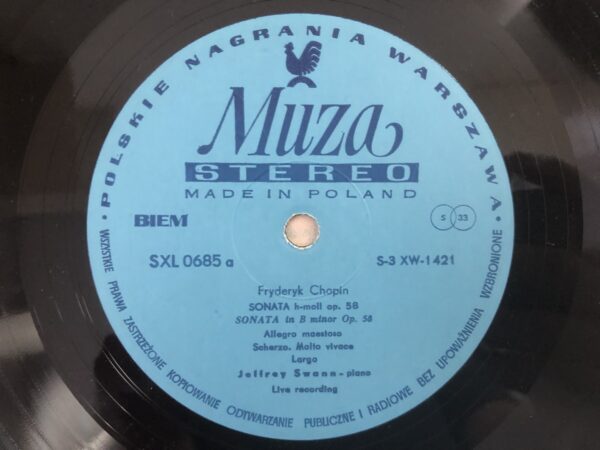 • POLSKIE NAGRANIA WARSZAWA •
Muza
STEREO
MADE IN POLAND
BIEM
S 33
SXL 0685 a
S-3 XW-1421
Fryderyk Chopin
SONATA h-moll op. 58
SONATA in B minor Op. 58
Allegro maestoso
Scherzo. Molto vivace
Largo
Jeffrey Swann - piano
Live recording
WSZYSTKIE PRAWA ZASTRZEŻONE KOPIOWANIE ODTWARZANIE PUBLICZNE I RADIOWE BEZ UPOWAŻNIENIA WZBRONIONE